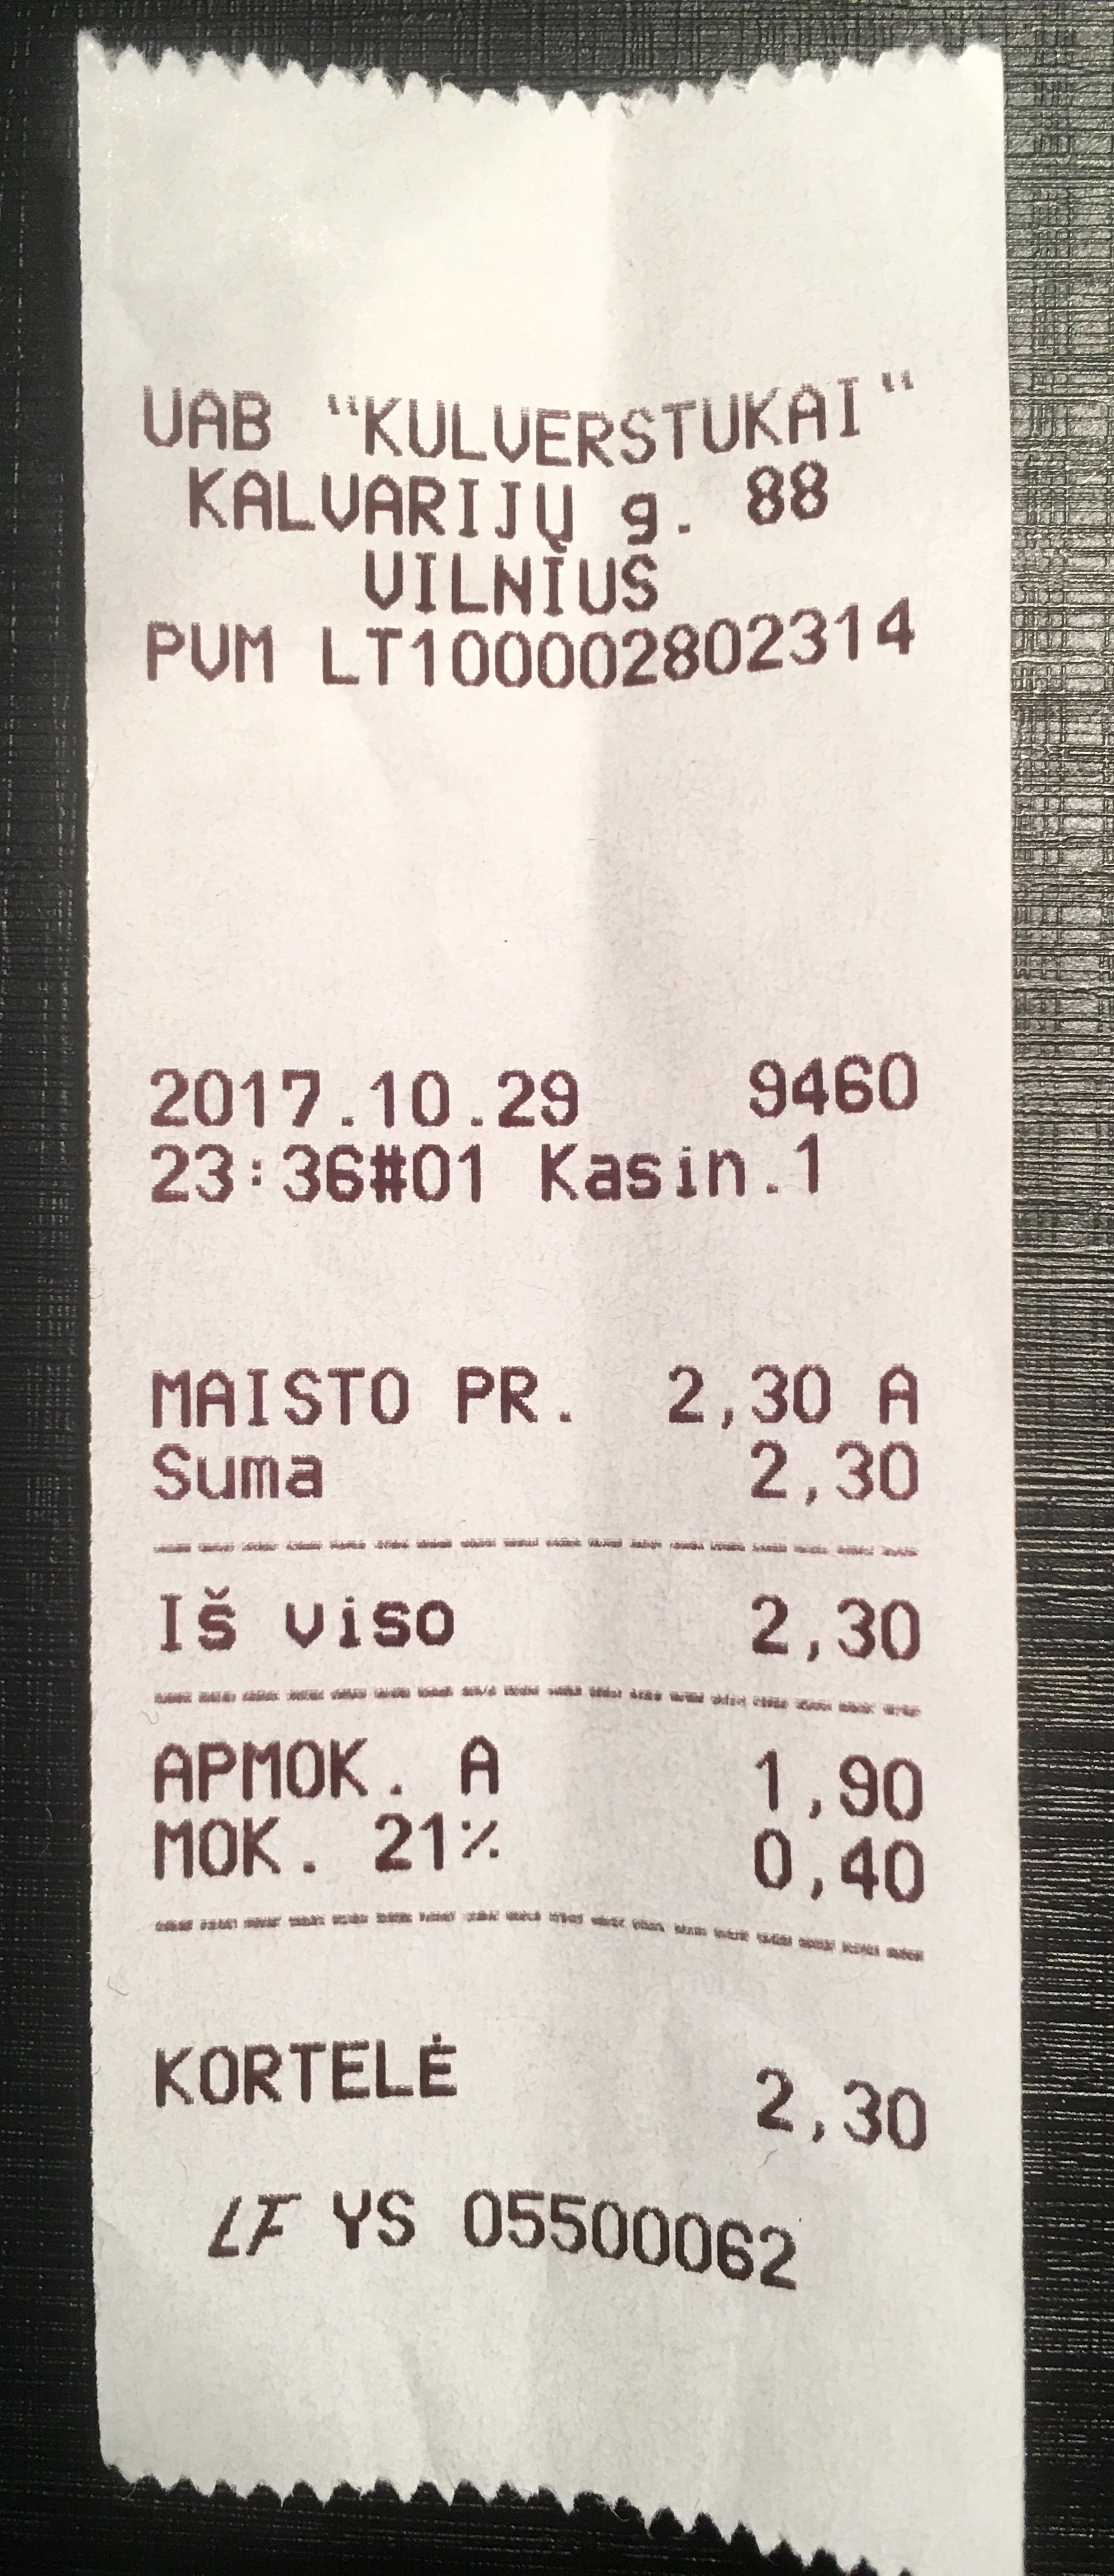 UAB "KULVERSTUKAI"
KALVARIJŲ g. 88
VILNIUS
PVM LT100002802314
2017.10.29 9460
23:36#01 Kasin.1
MAISTO PR. 2,30 A
Suma 2,30
Iš viso 2,30
APMOK. A 1,90
MOK. 21% 0,40
KORTELĖ 2,30
LF YS 05500062